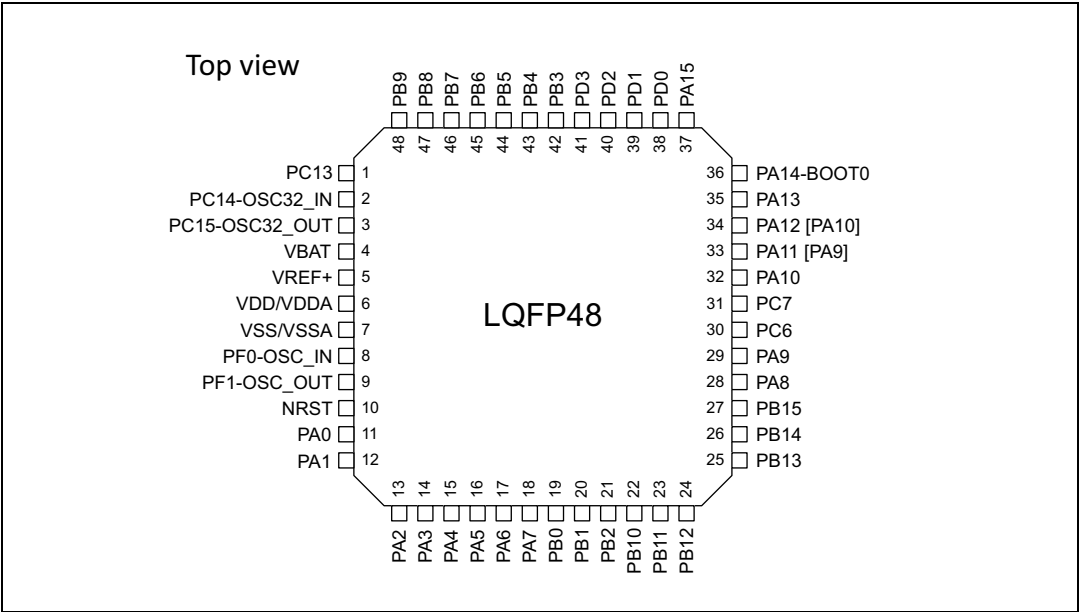 Top view
PB9
PB8
PB7
PB6
PB5
PB4
PB3
PD3
PD2
PD1
PD0
PA15
48
47
46
45
44
43
42
41
40
39
38
37
PC13 1
PC14-OSC32_IN 2
PC15-OSC32_OUT 3
VBAT 4
VREF+ 5
VDD/VDDA 6
VSS/VSSA 7
PF0-OSC_IN 8
PF1-OSC_OUT 9
NRST 10
PA0 11
PA1 12
LQFP48
36 PA14-BOOT0
35 PA13
34 PA12 [PA10]
33 PA11 [PA9]
32 PA10
31 PC7
30 PC6
29 PA9
28 PA8
27 PB15
26 PB14
25 PB13
13
14
15
16
17
18
19
20
21
22
23
24
PA2
PA3
PA4
PA5
PA6
PA7
PB0
PB1
PB2
PB10
PB11
PB12